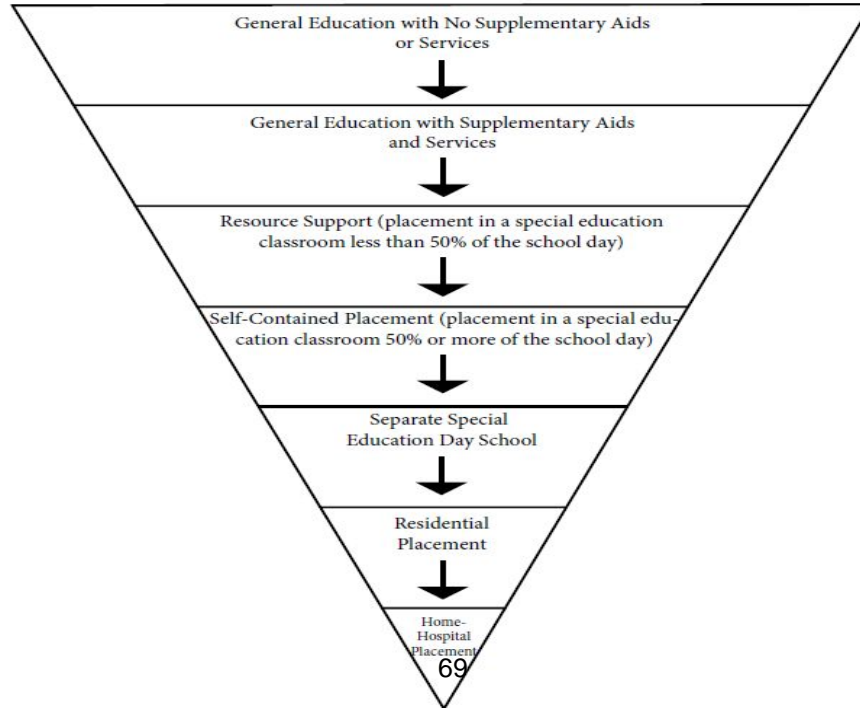 General Education with No Supplementary Aids
or Services
General Education with Supplementary Aids
and Services
Resource Support (placement in a special education
classroom less than 50% of the school day)
Self-Contained Placement (placement in a special edu-
cation classroom 50% or more of the school day)
Separate Special
Education Day School
Residential
Placement
Home-
Hospital
Placement
69